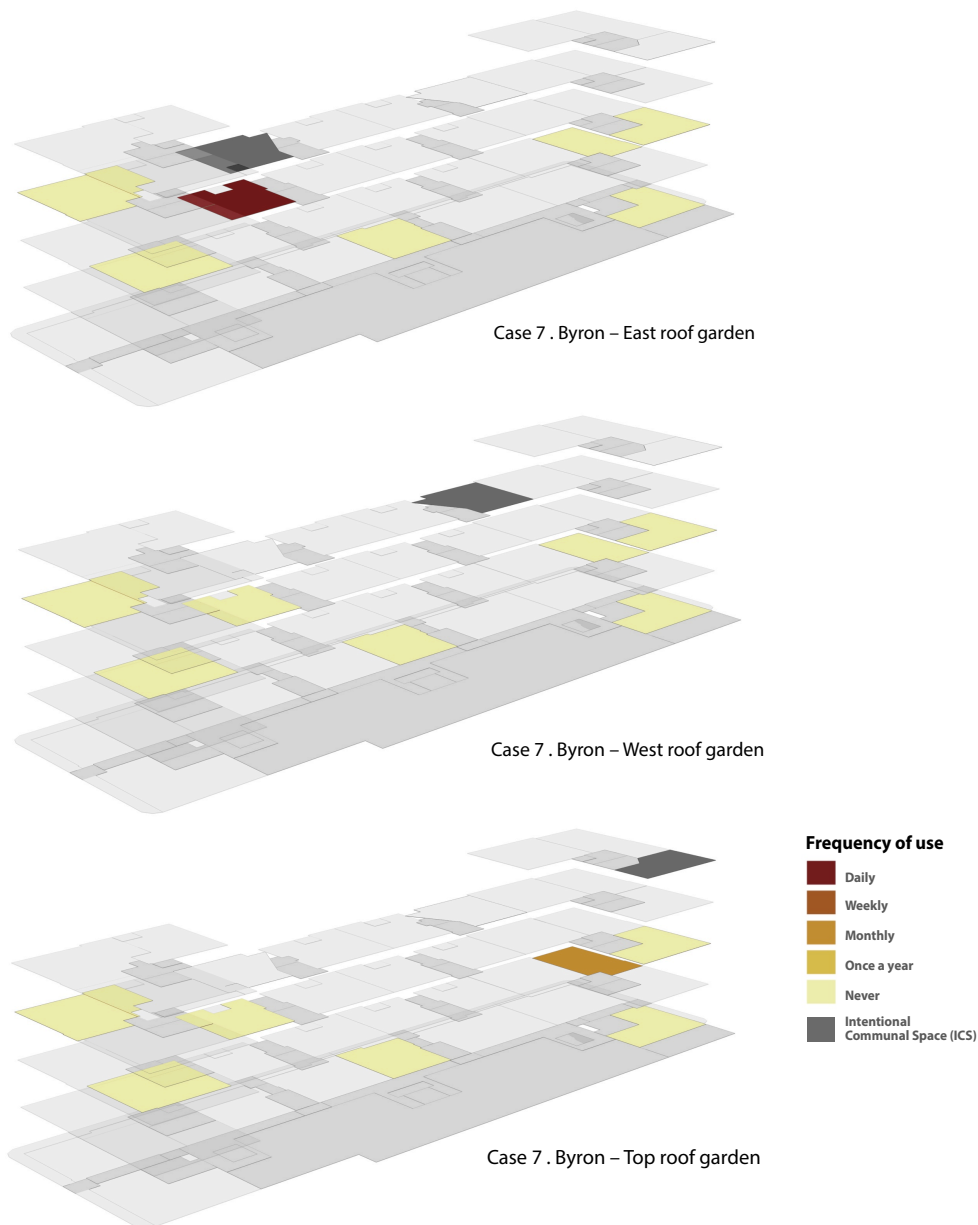 Case 7 . Byron – East roof garden
Case 7 . Byron – West roof garden
Frequency of use
Daily
Weekly
Monthly
Once a year
Never
Intentional
Communal Space (ICS)
Case 7 . Byron – Top roof garden